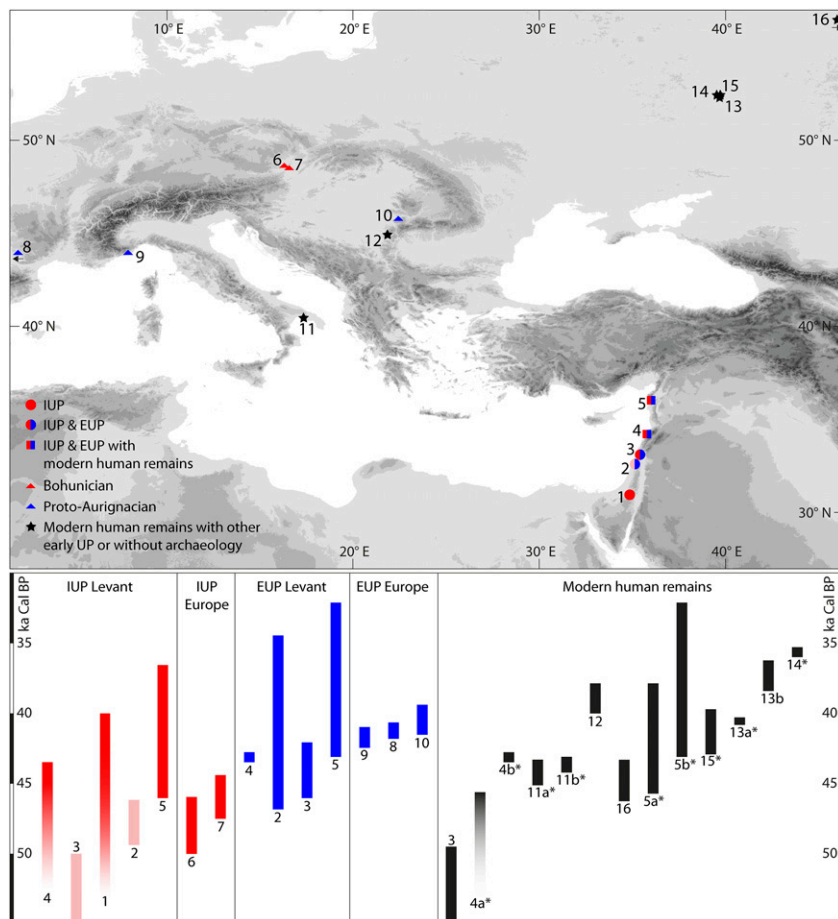 10° E 20° E 30° E 40° E 16
15
14
13
50° N 50° N
6 7
10
12
8
9
40° N 40° N
11
IUP
IUP & EUP
IUP & EUP with
modern human remains
Bohunician
Proto-Aurignacian
Modern human remains with other
early UP or without archaeology
5
4
3
2
1
30° N
20° E 30° E 40° E
ka Cal BP
IUP Levant
IUP
Europe
EUP Levant
EUP Europe
Modern human remains
ka Cal BP
35 35
40 40
45 45
50 50
4 3 1 2 5
6 7
4 2 3 5
9 8 10
3 4a* 4b* 11a* 11b* 12 16 5a* 5b* 15* 13a* 13b 14*